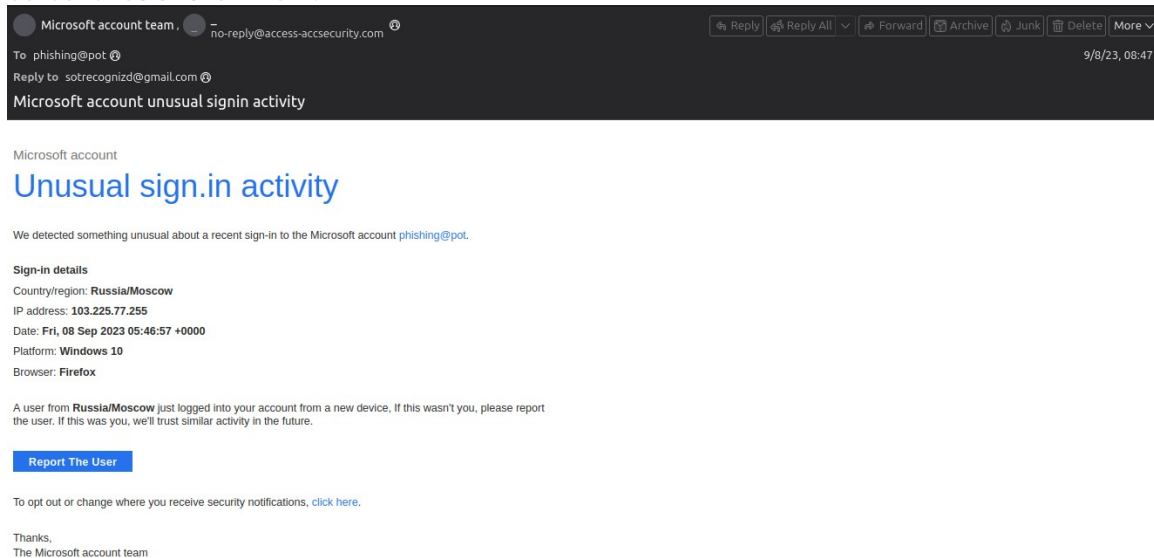 Microsoft account team , _ – no-reply@access-accsecurity.com
Reply Reply All Forward Archive Junk Delete More
To phishing@pot
9/8/23, 08:47
Reply to sotrecognizd@gmail.com
Microsoft account unusual signin activity
Microsoft account
Unusual sign.in activity
We detected something unusual about a recent sign-in to the Microsoft account phishing@pot.
Sign-in details
Country/region: Russia/Moscow
IP address: 103.225.77.255
Date: Fri, 08 Sep 2023 05:46:57 +0000
Platform: Windows 10
Browser: Firefox
A user from Russia/Moscow just logged into your account from a new device, If this wasn't you, please report
the user. If this was you, we'll trust similar activity in the future.
Report The User
To opt out or change where you receive security notifications, click here.
Thanks,
The Microsoft account team